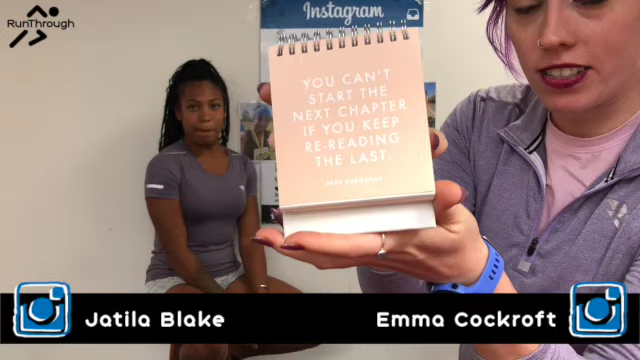 RunThrough
Instagram
YOU CAN'T
START THE
NEXT CHAPTER
IF YOU KEEP
RE-READING
THE LAST.
Jatila Blake
Emma Cockroft